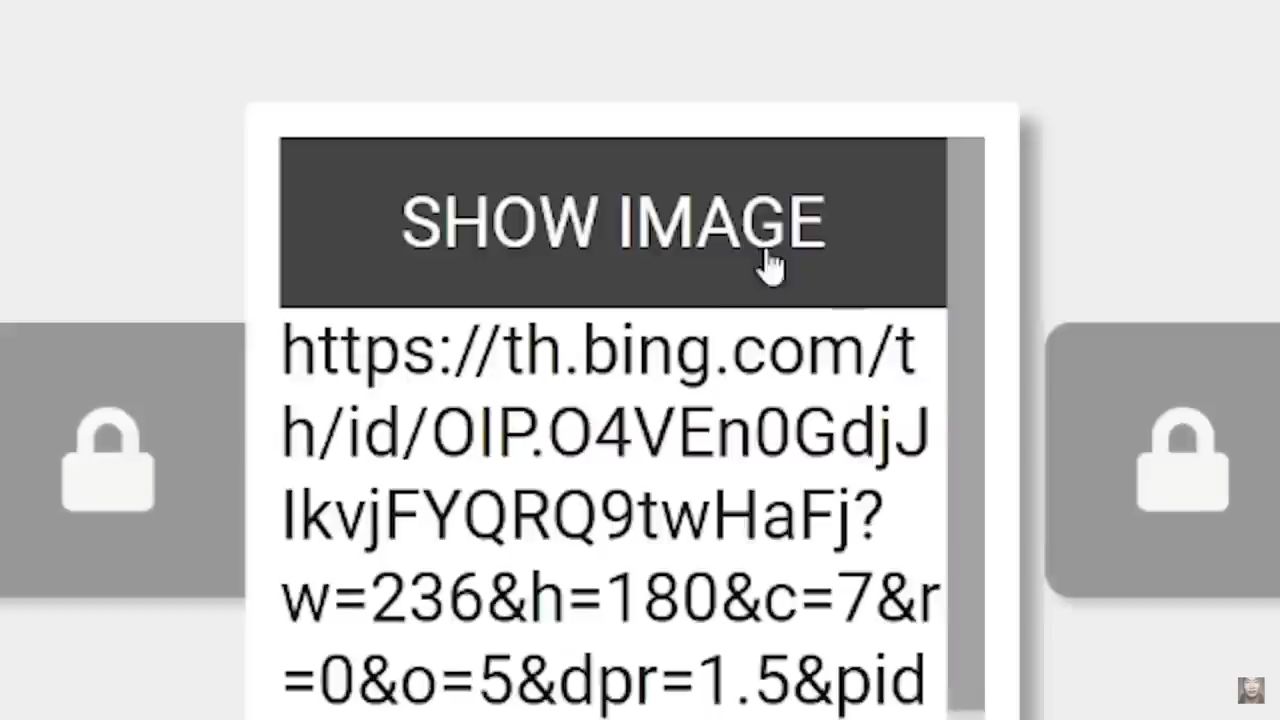 SHOW IMAGE
https://th.bing.com/t
h/id/OIP.O4VEn0GdjJ
IkvjFYQRQ9twHaFj?
w=236&h=180&c=7&r
=0&o=5&dpr=1.5&pid